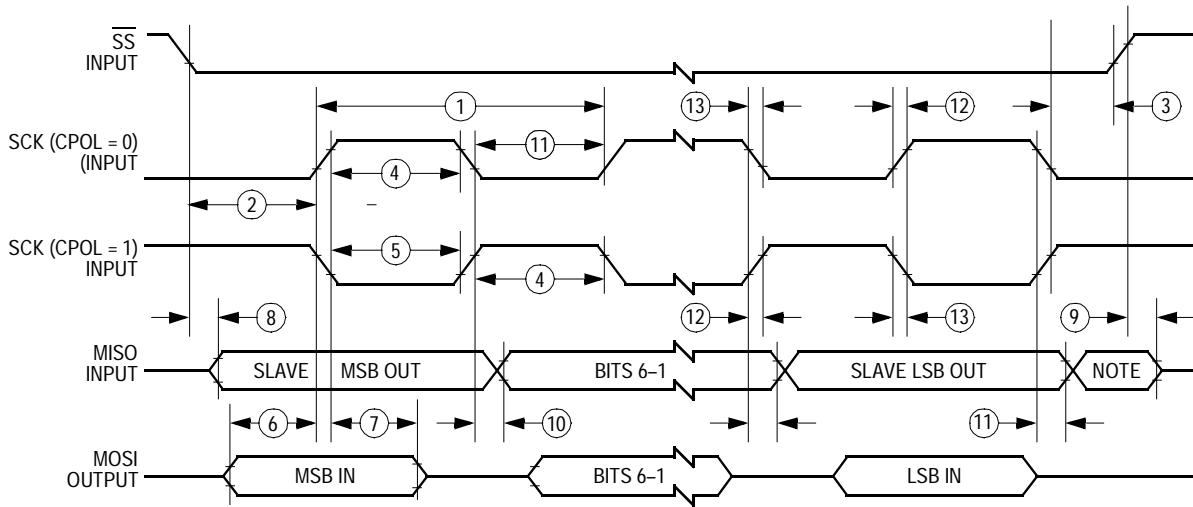 SS
INPUT
1
13
12
3
SCK (CPOL = 0)
(INPUT
11
4
2
–
SCK (CPOL = 1)
INPUT
5
4
8
12
13
9
MISO
INPUT
SLAVE MSB OUT
BITS 6–1
SLAVE LSB OUT
NOTE
6
7
10
11
MOSI
OUTPUT
MSB IN
BITS 6–1
LSB IN